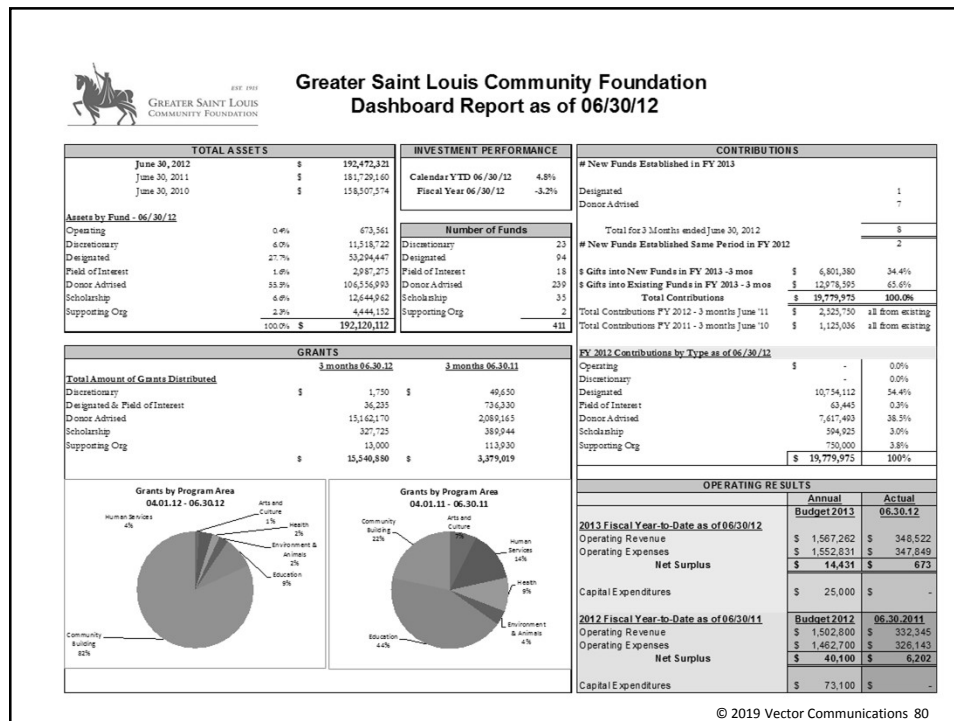 EST 1915
GREATER SAINT LOUIS
COMMUNITY FOUNDATION
Greater Saint Louis Community Foundation
Dashboard Report as of 06/30/12
TOTAL ASSETS
June 30, 2012 $ 192,472,321
June 30, 2011 $ 181,729,160
June 30, 2010 $ 158,507,574
Assets by Fund - 06/30/12
Operating 0.4% 673,561
Discretionary 6.0% 11,518,722
Designated 27.7% 53,294,447
Field of Interest 1.6% 2,987,275
Donor Advised 55.5% 106,556,993
Scholarship 6.6% 12,644,962
Supporting Org 2.3% 4,444,152
100.0% $ 192,120,112
INVESTMENT PERFORMANCE
Calendar YTD 06/30/12 4.8%
Fiscal Year 06/30/12 -3.2%
Number of Funds
Discretionary 23
Designated 94
Field of Interest 18
Donor Advised 239
Scholarship 35
Supporting Org 2
411
CONTRIBUTIONS
# New Funds Established in FY 2013
Designated 1
Donor Advised 7
Total for 3 Months ended June 30, 2012 8
# New Funds Established Same Period in FY 2012 2
$ Gifts into New Funds in FY 2013 -3 mos $ 6,801,380 34.4%
$ Gifts into Existing Funds in FY 2013 - 3 mos $ 12,978,595 65.6%
Total Contributions $ 19,779,975 100.0%
Total Contributions FY 2012 - 3 months June '11 $ 2,525,750 all from existing
Total Contributions FY 2011 - 3 months June '10 $ 1,125,036 all from existing
FY 2012 Contributions by Type as of 06/30/12
Operating $ - 0.0%
Discretionary - 0.0%
Designated 10,754,112 54.4%
Field of Interest 63,445 0.3%
Donor Advised 7,617,493 38.5%
Scholarship 594,925 3.0%
Supporting Org 750,000 3.8%
$ 19,779,975 100%
GRANTS
3 months 06.30.12 3 months 06.30.11
Total Amount of Grants Distributed
Discretionary $ 1,750 $ 49,650
Designated & Field of Interest 36,235 736,330
Donor Advised 15,162,170 2,089,165
Scholarship 327,725 389,944
Supporting Org 13,000 113,930
$ 15,540,880 $ 3,379,019
Grants by Program Area
04.01.12 - 06.30.12
Human Services
4%
Arts and
Culture
1%
Health
2%
Environment &
Animals
2%
Education
9%
Community
Building
82%
Grants by Program Area
04.01.11 - 06.30.11
Community
Building
22%
Arts and
Culture
7%
Human
Services
14%
Health
9%
Environment
& Animals
4%
Education
44%
OPERATING RESULTS
Annual Actual
Budget 2013 06.30.12
2013 Fiscal Year-to-Date as of 06/30/12
Operating Revenue $ 1,567,262 $ 348,522
Operating Expenses $ 1,552,831 $ 347,849
Net Surplus $ 14,431 $ 673
Capital Expenditures $ 25,000 $ -
2012 Fiscal Year-to-Date as of 06/30/11 Budget 2012 06.30.2011
Operating Revenue $ 1,502,800 $ 332,345
Operating Expenses $ 1,462,700 $ 326,143
Net Surplus $ 40,100 $ 6,202
Capital Expenditures $ 73,100 $ -
© 2019 Vector Communications 80